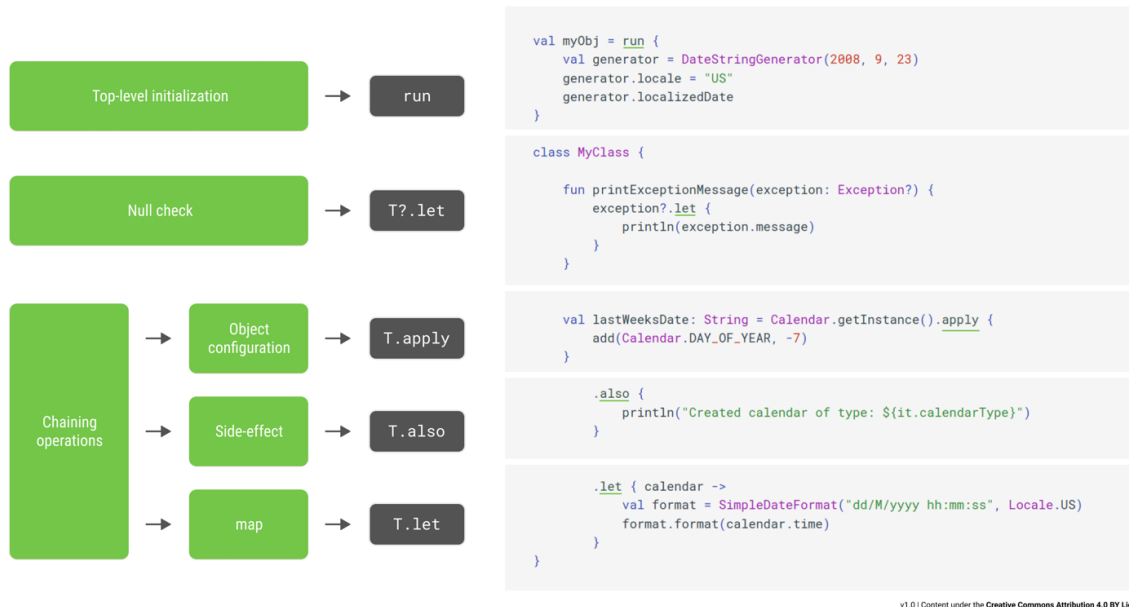 Top-level initialization
run
val myObj = run {
    val generator = DateStringGenerator(2008, 9, 23)
    generator.locale = "US"
    generator.localizedDate
}
Null check
T?.let
class MyClass {
    fun printExceptionMessage(exception: Exception?) {
        exception?.let {
            println(exception.message)
        }
    }
Chaining
operations
Object
configuration
T.apply
    val lastWeeksDate: String = Calendar.getInstance().apply {
        add(Calendar.DAY_OF_YEAR, -7)
    }
Side-effect
T.also
        .also {
            println("Created calendar of type: ${it.calendarType}")
        }
map
T.let
        .let { calendar ->
            val format = SimpleDateFormat("dd/M/yyyy hh:mm:ss", Locale.US)
            format.format(calendar.time)
        }
}
v1.0 | Content under the Creative Commons Attribution 4.0 BY